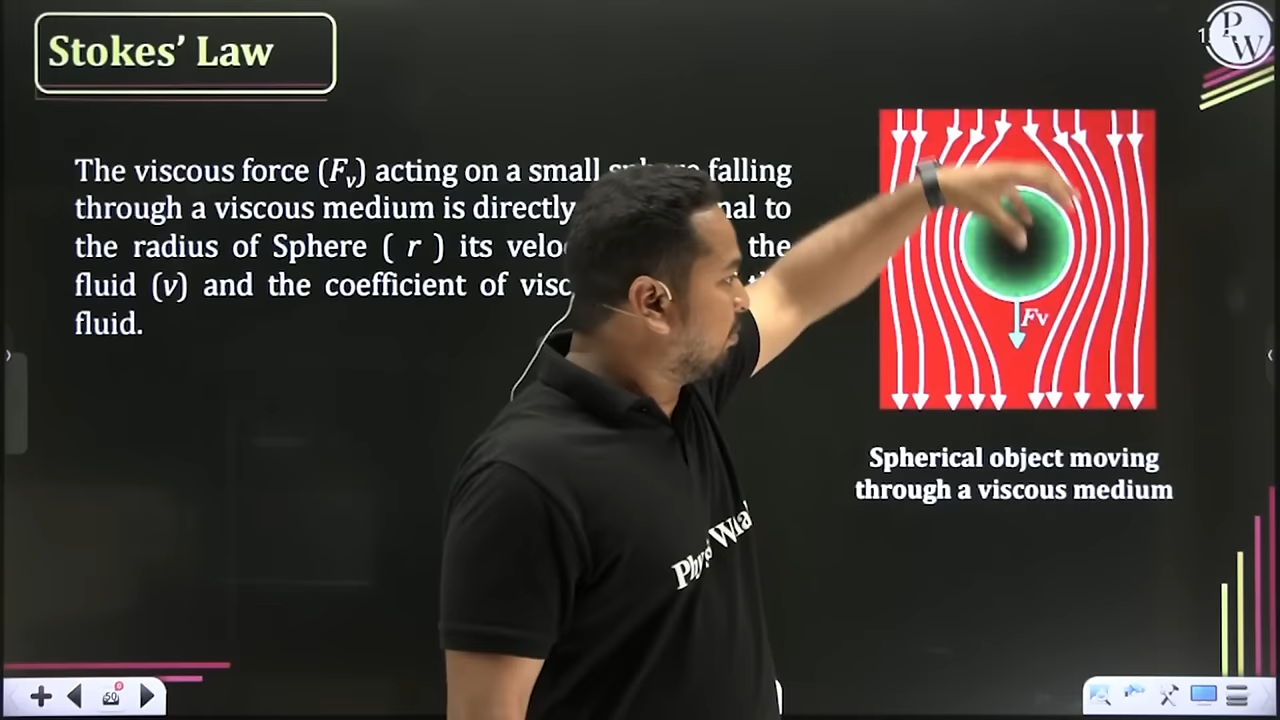 Stokes’ Law
P
W
The viscous force (Fv) acting on a small falling
through a viscous medium is directly to
the radius of Sphere ( r ) its the
fluid (v) and the coefficient of
fluid.
Fv
Spherical object moving
through a viscous medium
50